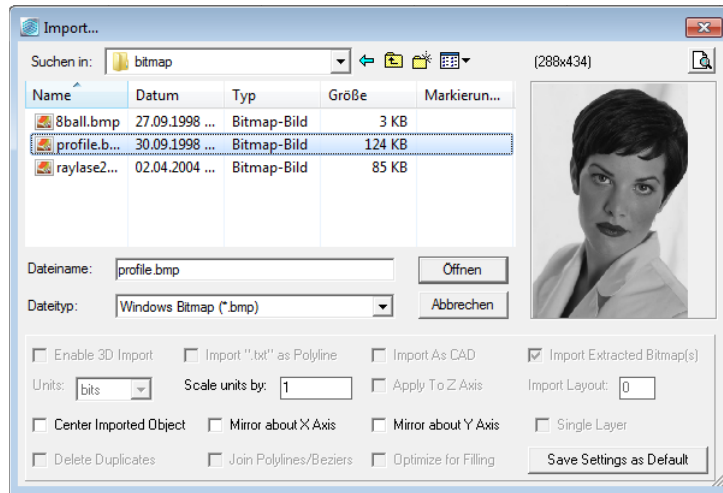 Import...
Suchen in: bitmap (288x434)
Name Datum Typ Größe Markierun...
8ball.bmp 27.09.1998 ... Bitmap-Bild 3 KB
profile.b... 30.09.1998 ... Bitmap-Bild 124 KB
raylase2... 02.04.2004 ... Bitmap-Bild 85 KB
Dateiname: profile.bmp Öffnen
Dateityp: Windows Bitmap (*.bmp) Abbrechen
Enable 3D Import Import ".txt" as Polyline Import As CAD Import Extracted Bitmap(s)
Units: bits Scale units by: 1 Apply To Z Axis Import Layout: 0
Center Imported Object Mirror about X Axis Mirror about Y Axis Single Layer
Delete Duplicates Join Polylines/Beziers Optimize for Filling Save Settings as Default